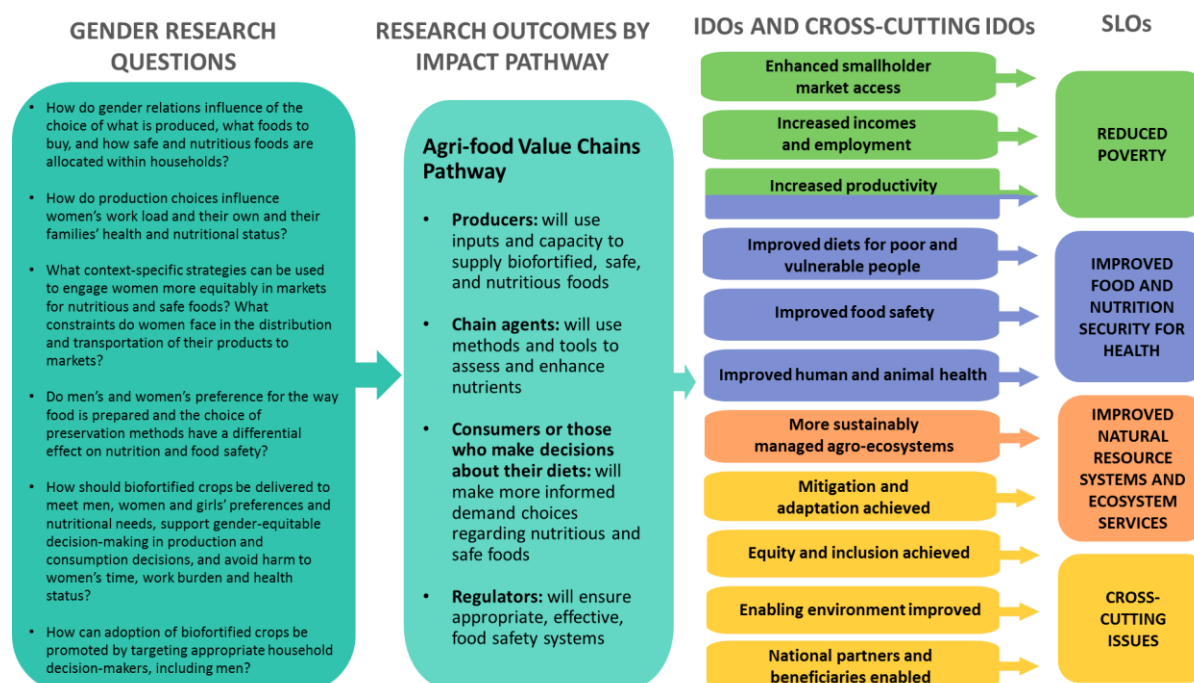 GENDER RESEARCH
QUESTIONS
• How do gender relations influence of the
choice of what is produced, what foods to
buy, and how safe and nutritious foods are
allocated within households?
• How do production choices influence
women's work load and their own and their
families' health and nutritional status?
• What context-specific strategies can be used
to engage women more equitably in markets
for nutritious and safe foods? What
constraints do women face in the distribution
and transportation of their products to
markets?
• Do men's and women's preference for the way
food is prepared and the choice of
preservation methods have a differential
effect on nutrition and food safety?
• How should biofortified crops be delivered to
meet men, women and girls' preferences and
nutritional needs, support gender-equitable
decision-making in production and
consumption decisions, and avoid harm to
women's time, work burden and health
status?
• How can adoption of biofortified crops be
promoted by targeting appropriate household
decision-makers, including men?
RESEARCH OUTCOMES BY
IMPACT PATHWAY
Agri-food Value Chains
Pathway
• Producers: will use
inputs and capacity to
supply biofortified, safe,
and nutritious foods
• Chain agents: will use
methods and tools to
assess and enhance
nutrients
• Consumers or those
who make decisions
about their diets: will
make more informed
demand choices
regarding nutritious and
safe foods
• Regulators: will ensure
appropriate, effective,
food safety systems
IDOs AND CROSS-CUTTING IDOs
Enhanced smallholder
market access
Increased incomes
and employment
Increased productivity
Improved diets for poor and
vulnerable people
Improved food safety
Improved human and animal health
More sustainably
managed agro-ecosystems
Mitigation and
adaptation achieved
Equity and inclusion achieved
Enabling environment improved
National partners and
beneficiaries enabled
SLOs
REDUCED
POVERTY
IMPROVED
FOOD AND
NUTRITION
SECURITY FOR
HEALTH
IMPROVED
NATURAL
RESOURCE
SYSTEMS AND
ECOSYSTEM
SERVICES
CROSS-
CUTTING
ISSUES